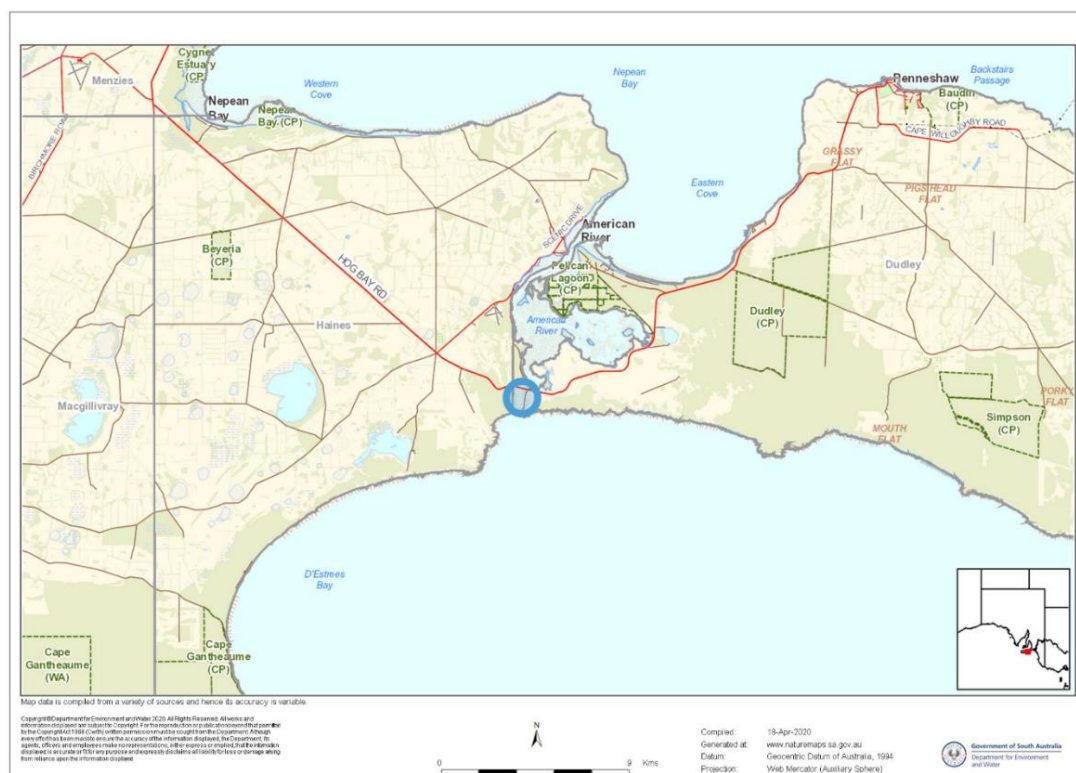 Cygnet
Estuary
(CP)
Menzies
Nepean
Bay
Nepean
Bay (CP)
Western
Cove
Nepean
Bay
Penneshaw
Backstairs
Passage
Baudin
(CP)
CAPE WILLOUGHBY ROAD
BIRCHMORE ROAD
GRASSY
FLAT
PIGS HEAD
FLAT
Eastern
Cove
SCENIC DRIVE
American
River
Beyeria
(CP)
HOG BAY RD
Pelican
Lagoon
(CP)
Dudley
Haines
American
River
Dudley
(CP)
Macgillivray
PORKY
FLAT
Simpson
(CP)
MOUTH
FLAT
D'Estrees
Bay
Cape
Gantheaume
(WA)
Cape
Gantheaume
(CP)
Map data is compiled from a variety of sources and hence its accuracy is variable.
N
0 9 Kms
Compiled: 18-Apr-2020
Generated at: www.naturemaps.sa.gov.au
Datum: Geocentric Datum of Australia, 1994
Projection: Web Mercator (Auxiliary Sphere)
Government of South Australia
Department for Environment
and Water